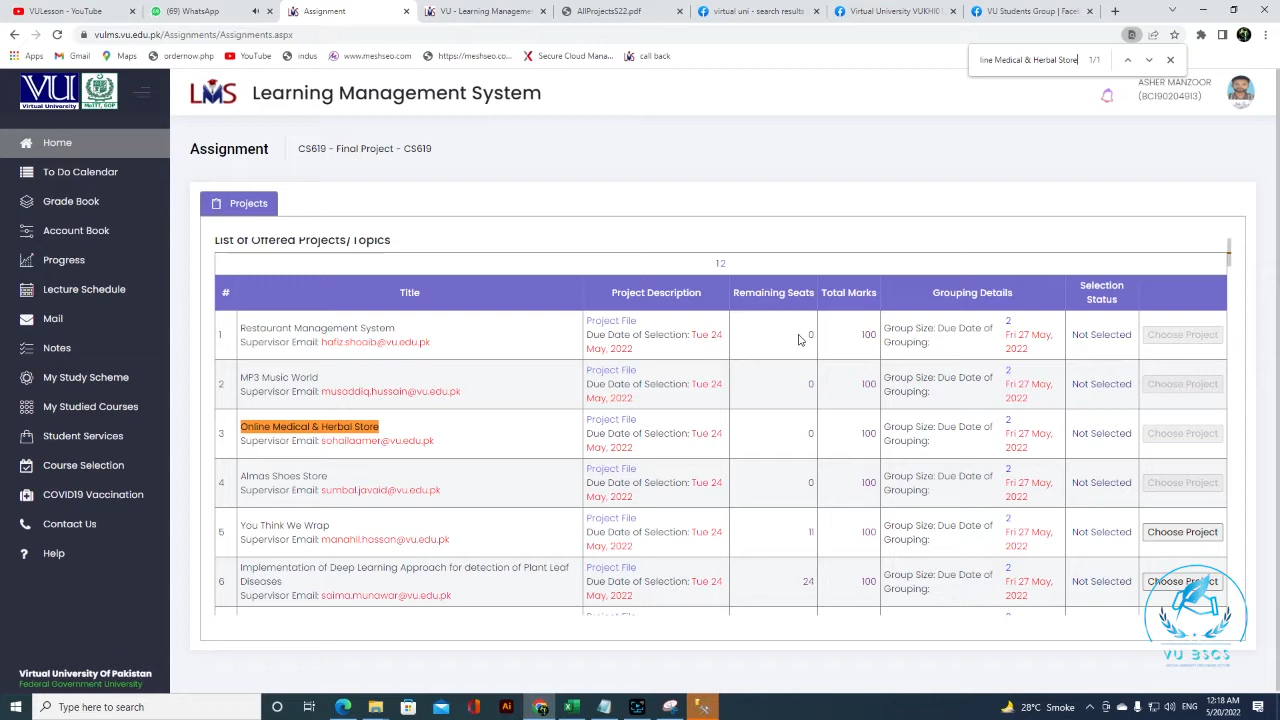 VULesson - YouTube
(69) WhatsApp
Assignment
VU - Learning Manageme
AllProjectsS22.pdf
virtual uni - search results
Virtual University VUKHI01
VU Students Group | Face
vulms.vu.edu.pk/Assignments/Assignments.aspx
Apps
Gmail
Maps
ordernow.php
YouTube
indus
www.meshseo.com
https://meshseo.co...
Secure Cloud Mana...
call back
line Medical & Herbal Store
1/1
VU
Virtual University
MoITT, GOP
LMS
Learning Management System
ASHER MANZOOR
(BC190204913)
Home
To Do Calendar
Grade Book
Account Book
Progress
Lecture Schedule
Mail
Notes
My Study Scheme
My Studied Courses
Student Services
Course Selection
COVID19 Vaccination
Contact Us
Help
Virtual University Of Pakistan
Federal Government University
Assignment
CS619 - Final Project - CS619
Projects
List of Offered Projects/Topics
12
# Title Project Description Remaining Seats Total Marks Grouping Details Selection Status
1 Restaurant Management System
Supervisor Email: hafiz.shoaib@vu.edu.pk
Project File
Due Date of Selection: Tue 24
May, 2022
0 100
Group Size: Due Date of
Grouping:
2
Fri 27 May,
2022
Not Selected
Choose Project
2 MP3 Music World
Supervisor Email: musaddiq.hussain@vu.edu.pk
Project File
Due Date of Selection: Tue 24
May, 2022
0 100
Group Size: Due Date of
Grouping:
2
Fri 27 May,
2022
Not Selected
Choose Project
3 Online Medical & Herbal Store
Supervisor Email: sohailaamer@vu.edu.pk
Project File
Due Date of Selection: Tue 24
May, 2022
0 100
Group Size: Due Date of
Grouping:
2
Fri 27 May,
2022
Not Selected
Choose Project
4 Almas Shoes Store
Supervisor Email: sumbal.javaid@vu.edu.pk
Project File
Due Date of Selection: Tue 24
May, 2022
0 100
Group Size: Due Date of
Grouping:
2
Fri 27 May,
2022
Not Selected
Choose Project
5 You Think We Wrap
Supervisor Email: manahil.hassan@vu.edu.pk
Project File
Due Date of Selection: Tue 24
May, 2022
11 100
Group Size: Due Date of
Grouping:
2
Fri 27 May,
2022
Not Selected
Choose Project
6 Implementation of Deep Learning Approach for detection of Plant Leaf
Diseases
Supervisor Email: saima.munawar@vu.edu.pk
Project File
Due Date of Selection: Tue 24
May, 2022
24 100
Group Size: Due Date of
Grouping:
2
Fri 27 May,
2022
Not Selected
Choose Project
VU BSCS
Type here to search
28°C Smoke
12:18 AM
5/20/2022